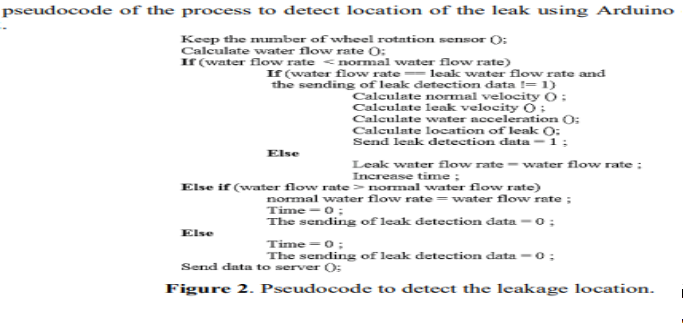 pseudocode of the process to detect location of the leak using Arduino
Keep the number of wheel rotation sensor ();
Calculate water flow rate ();
If (water flow rate < normal water flow rate)
If (water flow rate == leak water flow rate and
the sending of leak detection data != 1)
Calculate normal velocity () ;
Calculate leak velocity () ;
Calculate water acceleration ();
Calculate location of leak ();
Send leak detection data = 1 ;
Else
Leak water flow rate = water flow rate ;
Increase time ;
Else if (water flow rate > normal water flow rate)
normal water flow rate = water flow rate ;
Time = 0 ;
The sending of leak detection data = 0 ;
Else
Time = 0 ;
The sending of leak detection data = 0 ;
Send data to server ();
Figure 2. Pseudocode to detect the leakage location.